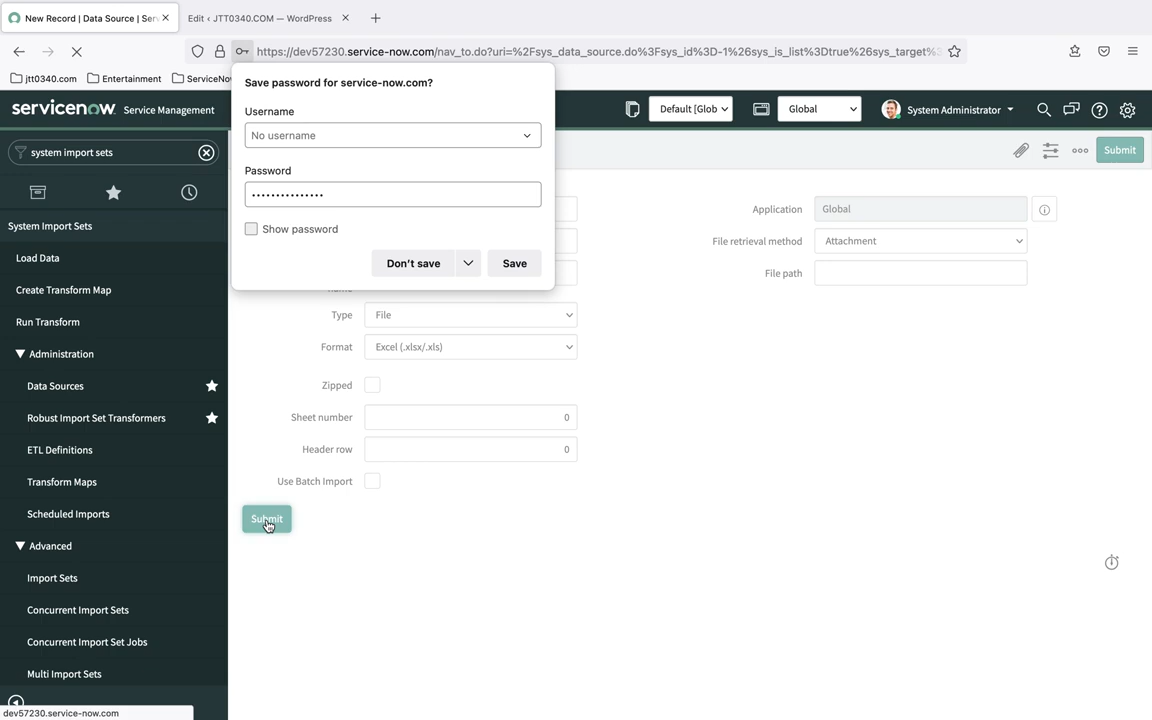 New Record | Data Source | Serv
Edit ‹ JTT0340.COM — WordPress
https://dev57230.service-now.com/nav_to.do?uri=%2Fsys_data_source.do%3Fsys_id%3D-1%26sys_is_list%3Dtrue%26sys_target%3
jtt0340.com
Entertainment
ServiceNo
servicenow
Service Management
Default [Glob
Global
System Administrator
system import sets
Submit
System Import Sets
Load Data
Create Transform Map
Run Transform
Administration
Data Sources
Robust Import Set Transformers
ETL Definitions
Transform Maps
Scheduled Imports
Advanced
Import Sets
Concurrent Import Sets
Concurrent Import Set Jobs
Multi Import Sets
dev57230.service-now.com
Save password for service-now.com?
Username
No username
Password
Show password
Don't save
Save
name
Type
File
Format
Excel (.xlsx/.xls)
Zipped
Sheet number
0
Header row
0
Use Batch Import
Submit
Application
Global
File retrieval method
Attachment
File path